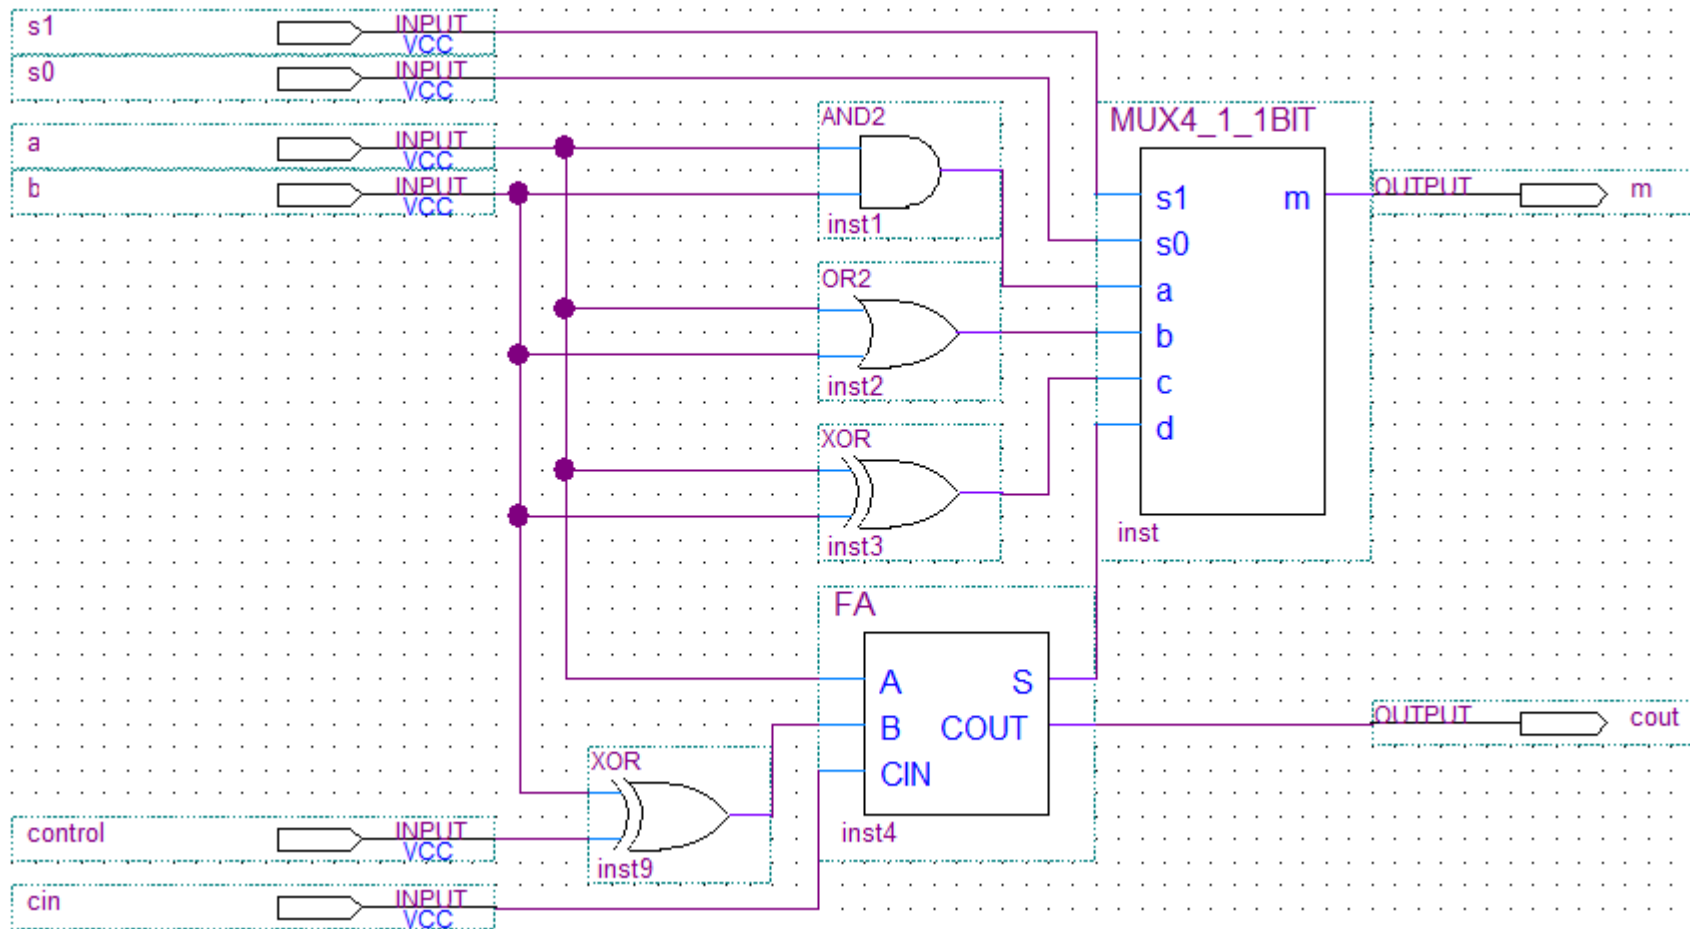 s1
INPUT
VCC
s0
INPUT
VCC
a
INPUT
VCC
b
INPUT
VCC
AND2
inst1
OR2
inst2
XOR
inst3
MUX4_1_1BIT
s1 m
s0
a
b
c
d
inst
OUTPUT m
FA
A S
B COUT
CIN
inst4
OUTPUT cout
XOR
inst9
control
INPUT
VCC
cin
INPUT
VCC